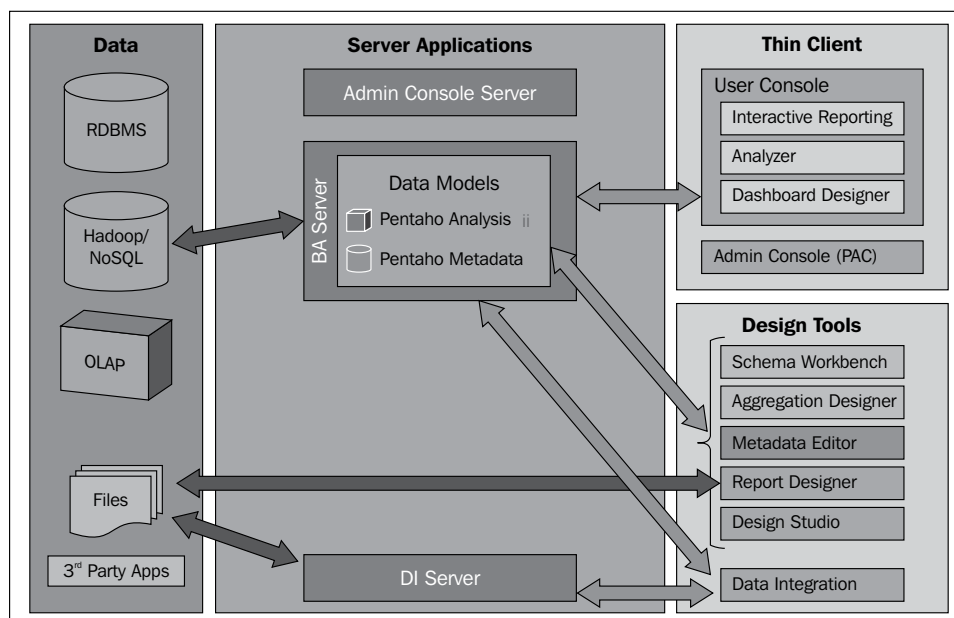 Data
RDBMS
Hadoop/
NoSQL
OLAP
Files
3rd Party Apps
Server Applications
Admin Console Server
BA Server
Data Models
Pentaho Analysis ii
Pentaho Metadata
DI Server
Thin Client
User Console
Interactive Reporting
Analyzer
Dashboard Designer
Admin Console (PAC)
Design Tools
Schema Workbench
Aggregation Designer
Metadata Editor
Report Designer
Design Studio
Data Integration